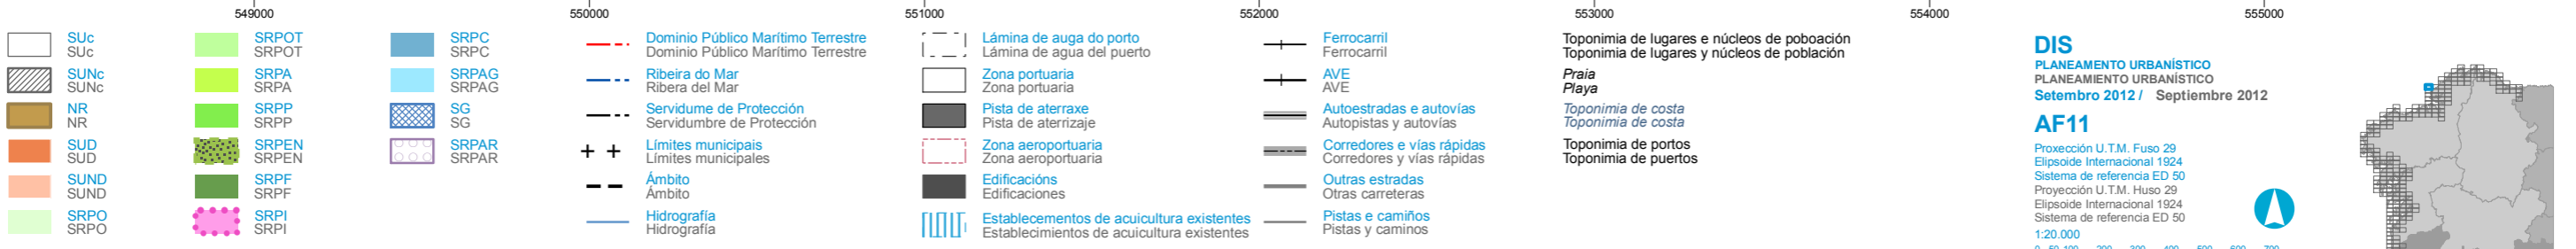 549000
550000
551000
552000
553000
554000
555000
SUc
SUc
SUNc
SUNc
NR
NR
SUD
SUD
SUND
SUND
SRPO
SRPO
SRPOT
SRPOT
SRPA
SRPA
SRPP
SRPP
SRPEN
SRPEN
SRPF
SRPF
SRPI
SRPI
SRPC
SRPC
SRPAG
SRPAG
SG
SG
SRPAR
SRPAR
Dominio Público Marítimo Terrestre
Dominio Público Marítimo Terrestre
Ribeira do Mar
Ribera del Mar
Servidume de Protección
Servidumbre de Protección
Límites municipais
Límites municipales
Ámbito
Ámbito
Hidrografía
Hidrografía
Lámina de auga do porto
Lámina de agua del puerto
Zona portuaria
Zona portuaria
Pista de aterraxe
Pista de aterrizaje
Zona aeroportuaria
Zona aeroportuaria
Edificacións
Edificaciones
Establecementos de acuicultura existentes
Establecimientos de acuicultura existentes
Ferrocarril
Ferrocarril
AVE
AVE
Autoestradas e autovías
Autopistas y autovías
Corredores e vías rápidas
Corredores y vías rápidas
Outras estradas
Otras carreteras
Pistas e camiños
Pistas y caminos
Toponimia de lugares e núcleos de poboación
Toponimia de lugares y núcleos de población
Praia
Playa
Toponimia de costa
Toponimia de costa
Toponimia de portos
Toponimia de puertos
DIS
PLANEAMENTO URBANÍSTICO
PLANEAMIENTO URBANÍSTICO
Setembro 2012 / Septiembre 2012
AF11
Proxección U.T.M. Fuso 29
Elipsoide Internacional 1924
Sistema de referencia ED 50
Proyección U.T.M. Huso 29
Elipsoide Internacional 1924
Sistema de referencia ED 50
1:20.000
0 50 100 200 300 400 500 600 700